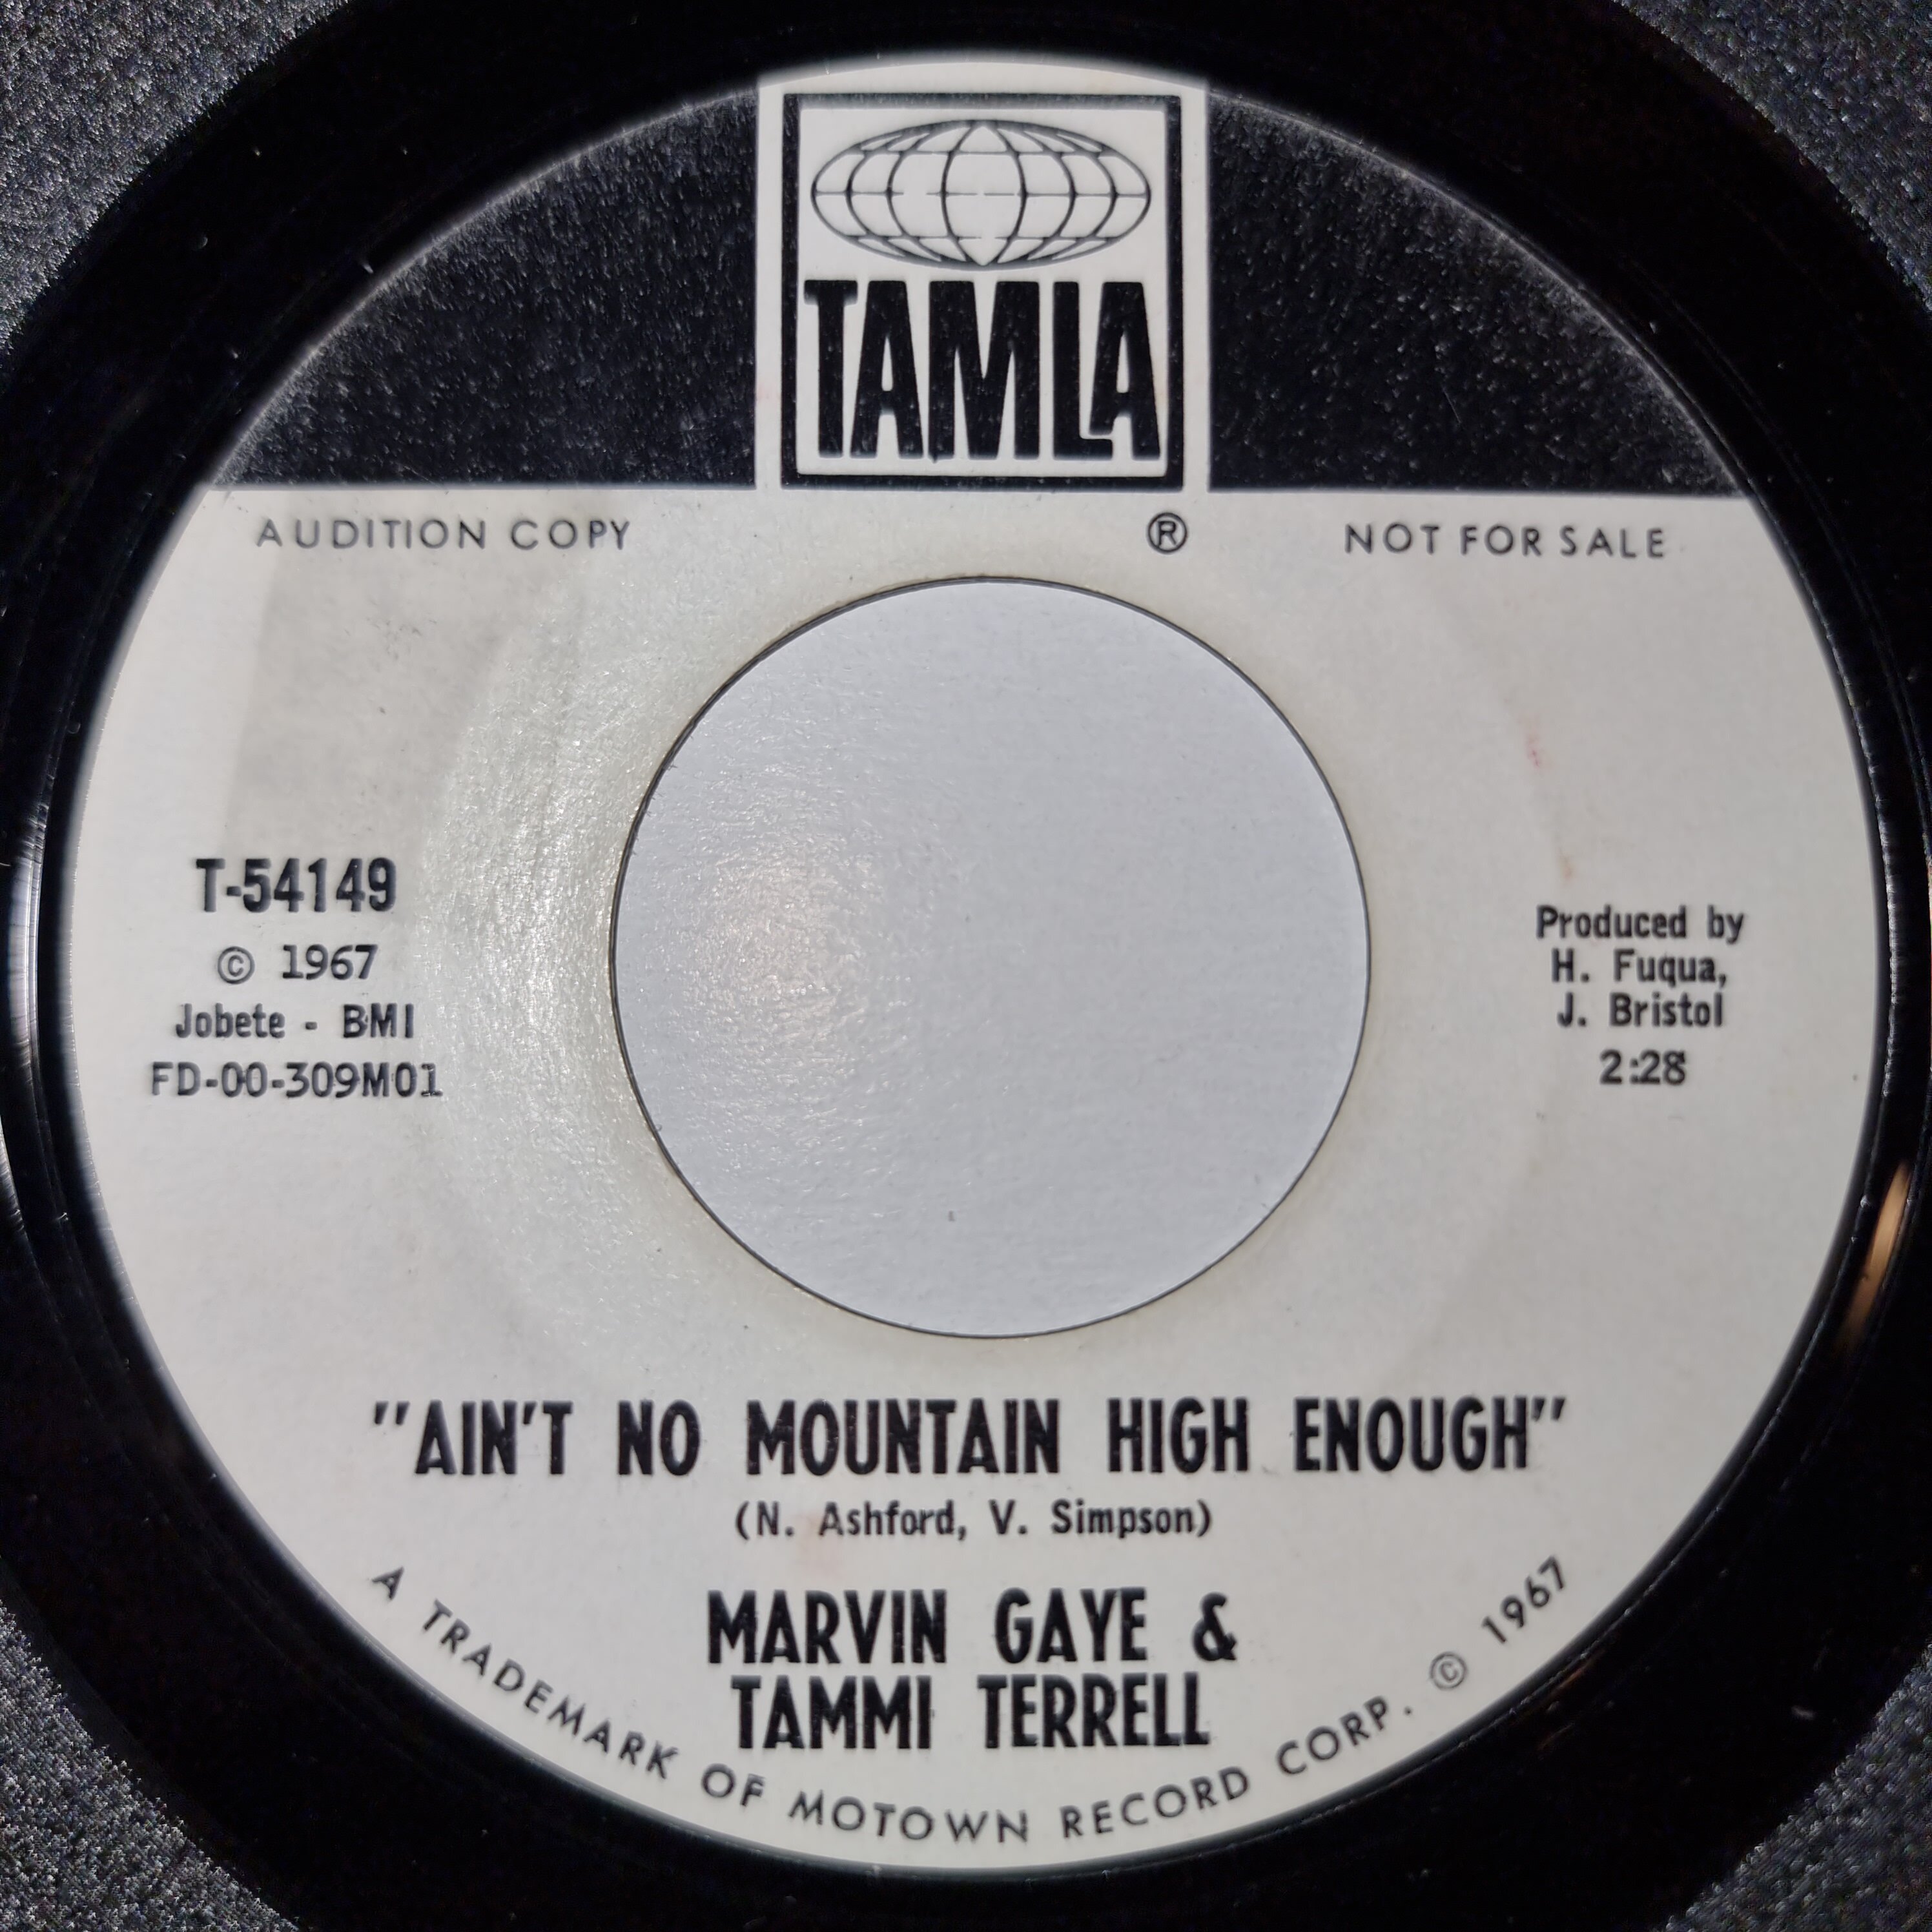 TAMLA
AUDITION COPY
®
NOT FOR SALE
T-54149
© 1967
Jobete - BMI
FD-00-309M01
Produced by
H. Fuqua,
J. Bristol
2:28
"AIN'T NO MOUNTAIN HIGH ENOUGH"
(N. Ashford, V. Simpson)
MARVIN GAYE &
TAMMI TERRELL
A TRADEMARK OF MOTOWN RECORD CORP. © 1967